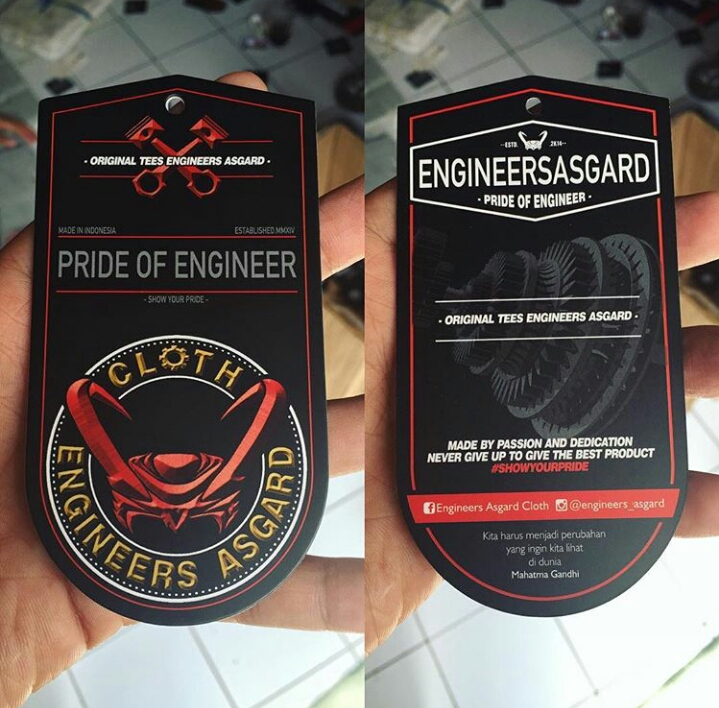 - ORIGINAL TEES ENGINEERS ASGARD -
MADE IN INDONESIA
ESTABLISHED.MMXIV
PRIDE OF ENGINEER
- SHOW YOUR PRIDE -
CLOTH
ENGINEERS ASGARD
-ESTD. .2K14-
ENGINEERSASGARD
- PRIDE OF ENGINEER -
- ORIGINAL TEES ENGINEERS ASGARD -
MADE BY PASSION AND DEDICATION
NEVER GIVE UP TO GIVE THE BEST PRODUCT
#SHOWYOURPRIDE
Engineers Asgard Cloth @engineers_asgard
Kita harus menjadi perubahan
yang ingin kita lihat
di dunia
Mahatma Gandhi